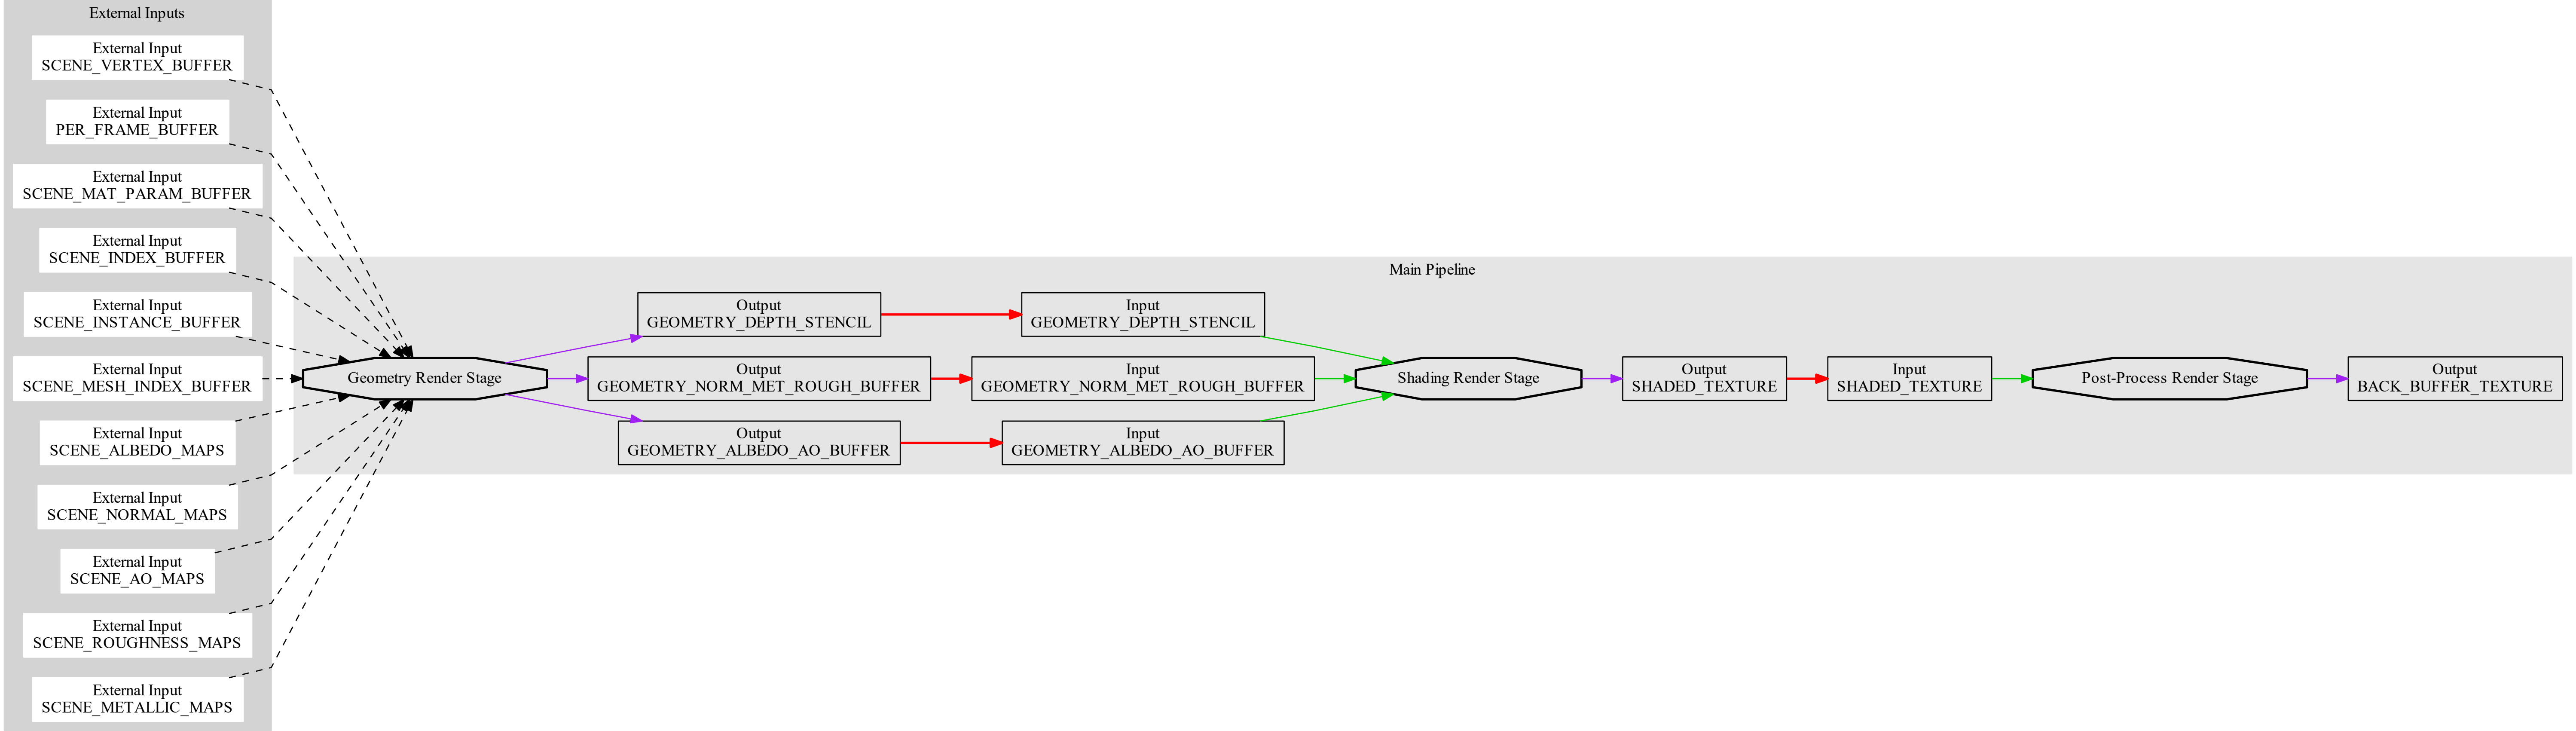 External Inputs
External Input
SCENE_VERTEX_BUFFER
External Input
PER_FRAME_BUFFER
External Input
SCENE_MAT_PARAM_BUFFER
External Input
SCENE_INDEX_BUFFER
External Input
SCENE_INSTANCE_BUFFER
External Input
SCENE_MESH_INDEX_BUFFER
External Input
SCENE_ALBEDO_MAPS
External Input
SCENE_NORMAL_MAPS
External Input
SCENE_AO_MAPS
External Input
SCENE_ROUGHNESS_MAPS
External Input
SCENE_METALLIC_MAPS
Main Pipeline
Geometry Render Stage
Output
GEOMETRY_DEPTH_STENCIL
Output
GEOMETRY_NORM_MET_ROUGH_BUFFER
Output
GEOMETRY_ALBEDO_AO_BUFFER
Input
GEOMETRY_DEPTH_STENCIL
Input
GEOMETRY_NORM_MET_ROUGH_BUFFER
Input
GEOMETRY_ALBEDO_AO_BUFFER
Shading Render Stage
Output
SHADED_TEXTURE
Input
SHADED_TEXTURE
Post-Process Render Stage
Output
BACK_BUFFER_TEXTURE